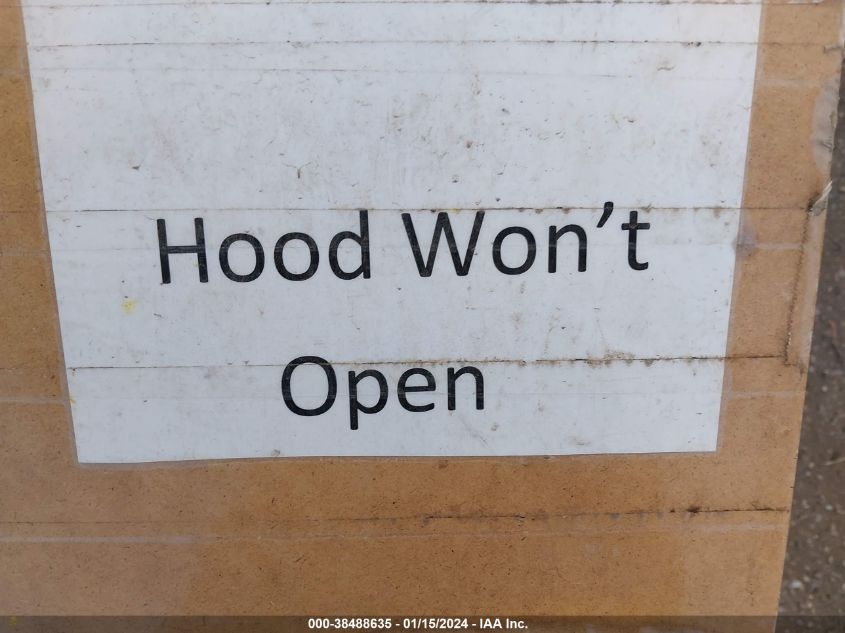 Hood Won’t
Open
000-38488635 - 01/15/2024 - IAA Inc.